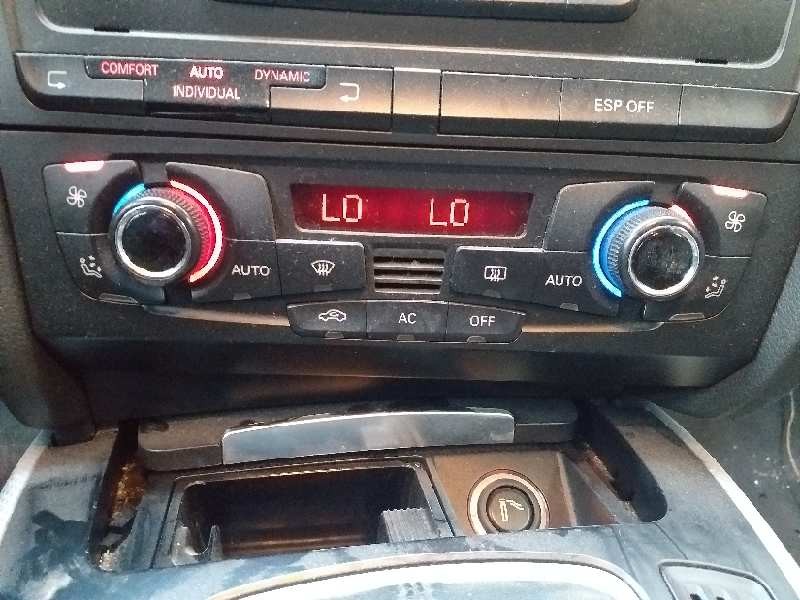 COMFORT AUTO DYNAMIC
INDIVIDUAL
ESP OFF
LO LO
AUTO
AUTO
AC
OFF